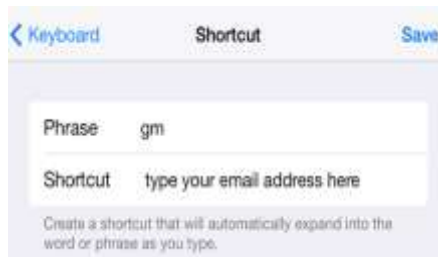 Keyboard Shortcut Save
Phrase gm
Shortcut type your email address here
Create a shortcut that will automatically expand into the
word or phrase as you type.